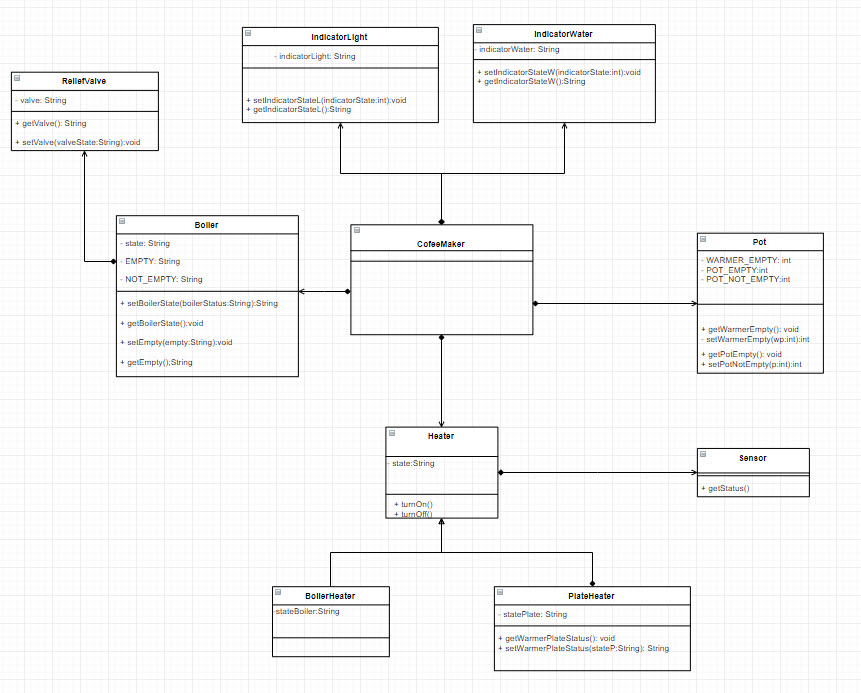 IndicatorLight
- indicatorLight: String
+ setIndicatorStateL(indicatorState:int):void
+ getIndicatorStateL():String
IndicatorWater
- indicatorWater: String
+ setIndicatorStateW(indicatorState:int):void
+ getIndicatorStateW():String
ReliefValve
- valve: String
+ getValve(): String
+ setValve(valveState:String):void
Boiler
- state: String
- EMPTY: String
- NOT_EMPTY: String
+ setBoilerState(boilerStatus:String):String
+ getBoilerState():void
+ setEmpty(empty:String):void
+ getEmpty();String
CofeeMaker
Pot
- WARMER_EMPTY: int
- POT_EMPTY:int
- POT_NOT_EMPTY:int
+ getWarmerEmpty(): void
- setWarmerEmpty(wp:int):int
+ getPotEmpty(): void
+ setPotNotEmpty(p:int):int
Heater
- state:String
+ turnOn()
+ turnOff()
Sensor
+ getStatus()
BoilerHeater
stateBoiler:String
PlateHeater
- statePlate: String
+ getWarmerPlateStatus(): void
+ setWarmerPlateStatus(stateP:String): String